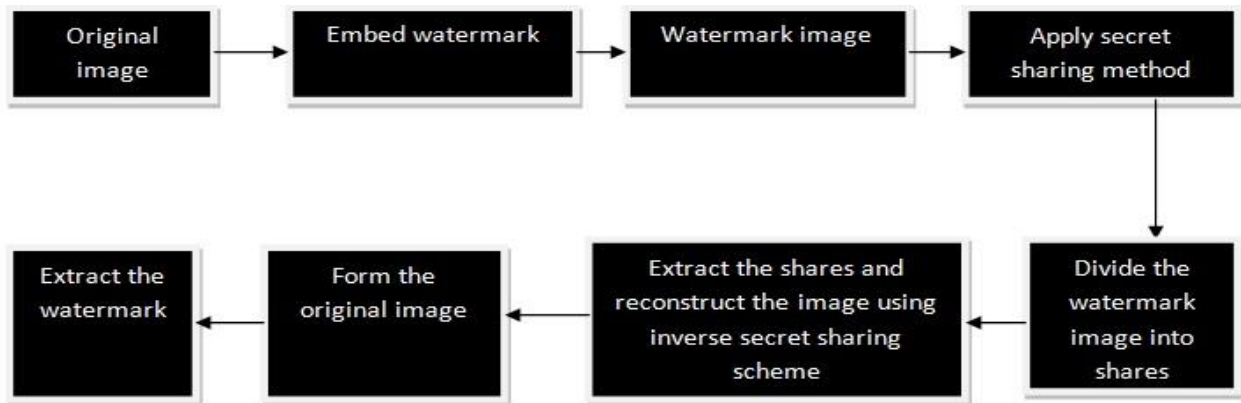 Original
image
Embed watermark
Watermark image
Apply secret
sharing method
Divide the
watermark
image into
shares
Extract the shares and
reconstruct the image using
inverse secret sharing
scheme
Form the
original image
Extract the
watermark